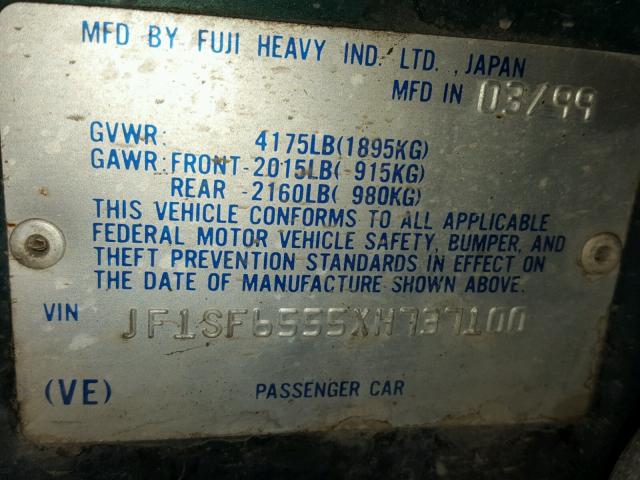 MFD BY FUJI HEAVY IND. LTD., JAPAN
MFD IN 03/99
GVWR: 4175LB(1895KG)
GAWR: FRONT-2015LB( 915KG)
REAR -2160LB( 980KG)
THIS VEHICLE CONFORMS TO ALL APPLICABLE
FEDERAL MOTOR VEHICLE SAFETY, BUMPER, AND
THEFT PREVENTION STANDARDS IN EFFECT ON
THE DATE OF MANUFACTURE SHOWN ABOVE.
VIN JF1SF6555XH737100
(VE) PASSENGER CAR